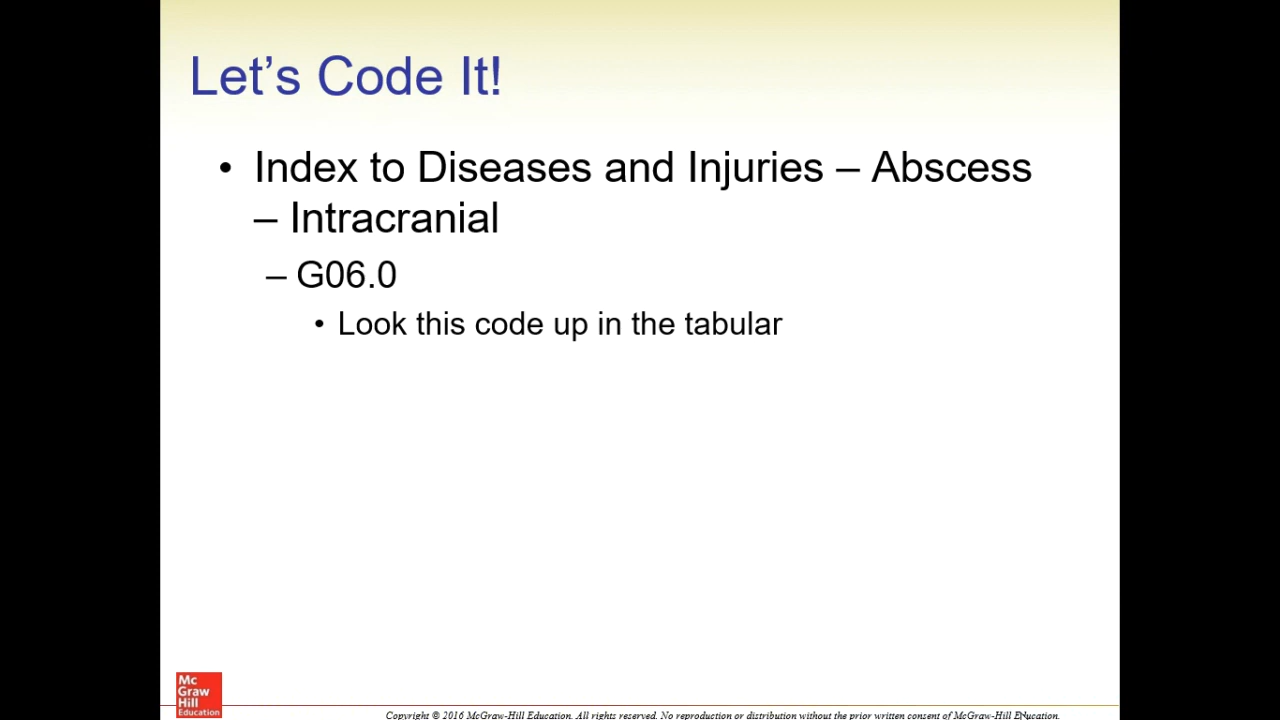 Let's Code It!
• Index to Diseases and Injuries – Abscess
– Intracranial
– G06.0
• Look this code up in the tabular
Mc
Graw
Hill
Education
Copyright © 2016 McGraw-Hill Education. All rights reserved. No reproduction or distribution without the prior written consent of McGraw-Hill Education.